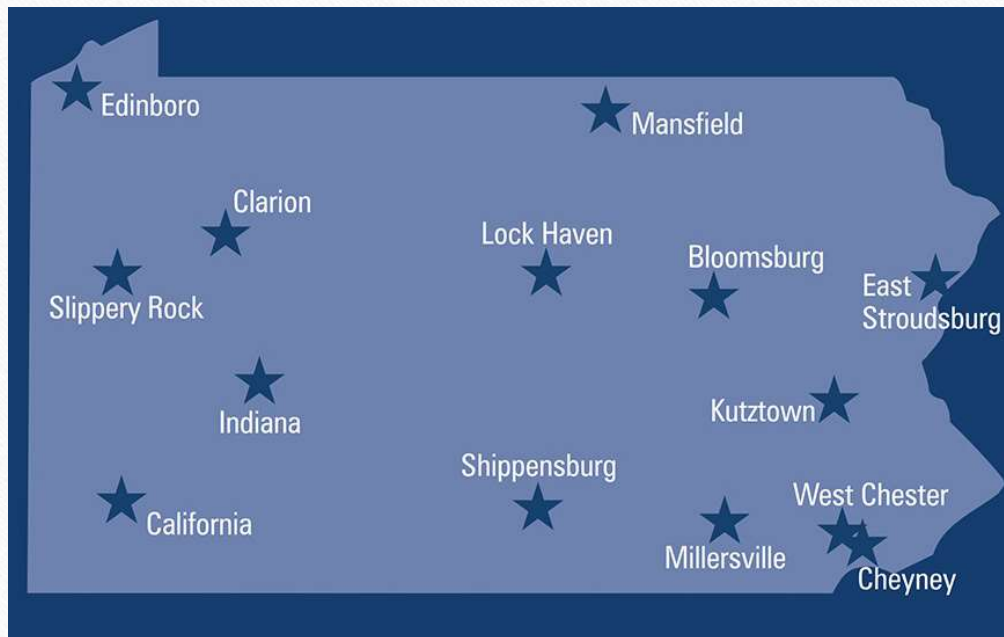 Edinboro
Mansfield
Clarion
Lock Haven
Bloomsburg
East
Stroudsburg
Slippery Rock
Kutztown
Indiana
Shippensburg
West Chester
California
Millersville
Cheyney